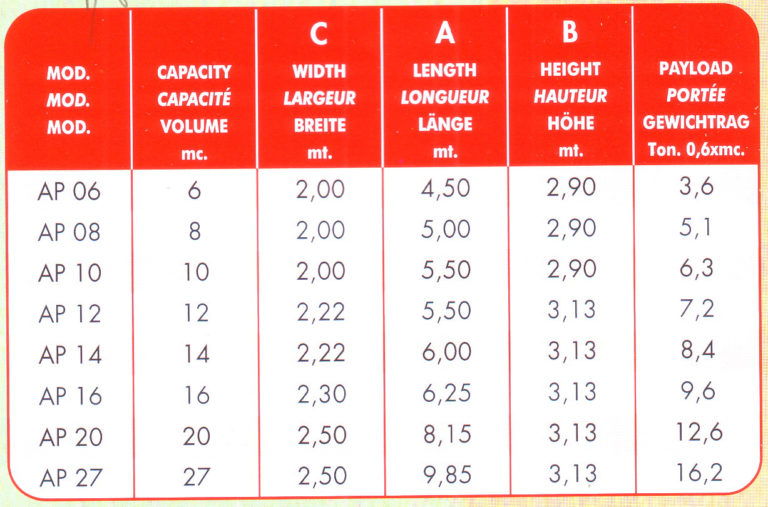 C A B
MOD. CAPACITY WIDTH LENGTH HEIGHT PAYLOAD
MOD. CAPACITÉ LARGEUR LONGUEUR HAUTEUR PORTÉE
MOD. VOLUME BREITE LÄNGE HÖHE GEWICHTRAG
mc. mt. mt. mt. Ton. 0,6xmc.
AP 06 6 2,00 4,50 2,90 3,6
AP 08 8 2,00 5,00 2,90 5,1
AP 10 10 2,00 5,50 2,90 6,3
AP 12 12 2,22 5,50 3,13 7,2
AP 14 14 2,22 6,00 3,13 8,4
AP 16 16 2,30 6,25 3,13 9,6
AP 20 20 2,50 8,15 3,13 12,6
AP 27 27 2,50 9,85 3,13 16,2